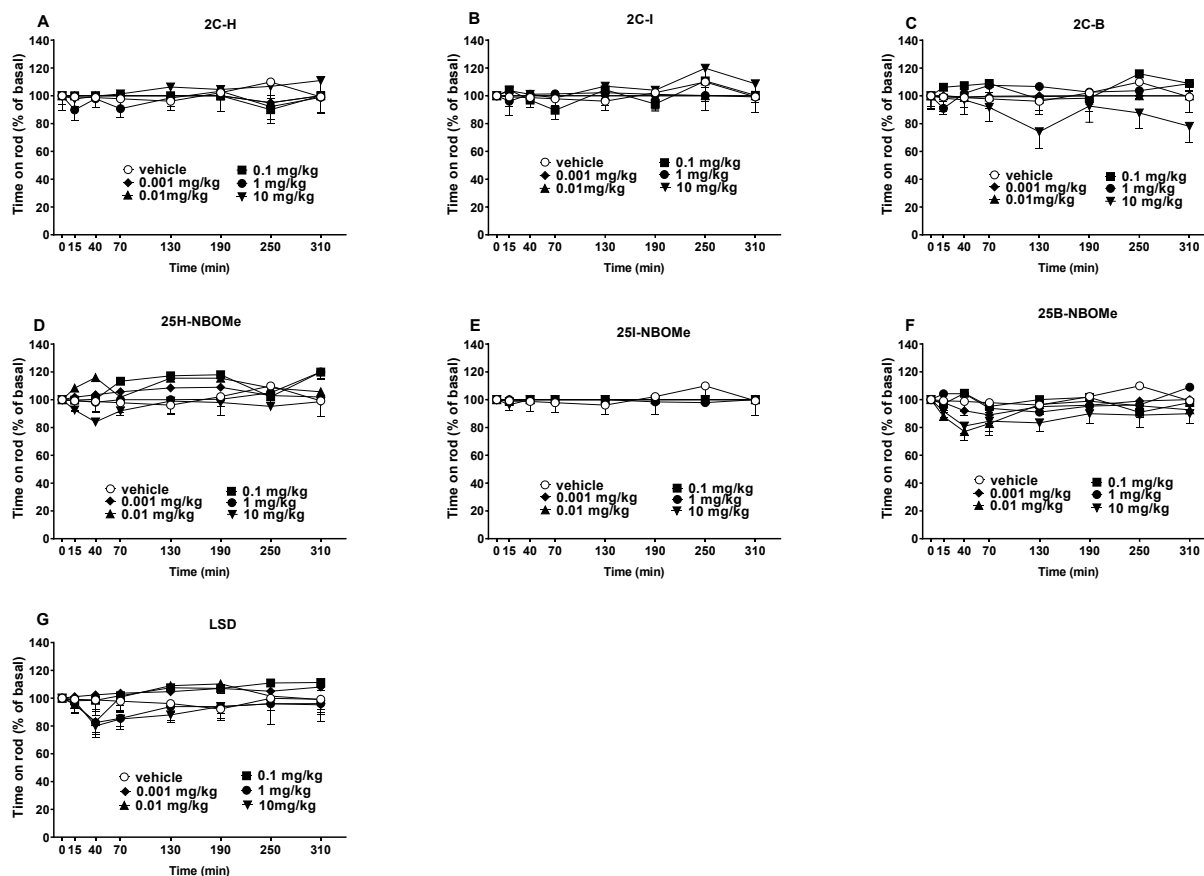 A
2C-H
Time on rod (% of basal)
140
120
100
80
60
40
20
0
vehicle
0.001 mg/kg
0.01mg/kg
0.1 mg/kg
1 mg/kg
10 mg/kg
0 15 40 70 130 190 250 310
Time (min)
B
2C-I
Time on rod (% of basal)
140
120
100
80
60
40
20
0
vehicle
0.001 mg/kg
0.01 mg/kg
0.1 mg/kg
1 mg/kg
10 mg/kg
0 15 40 70 130 190 250 310
Time (min)
C
2C-B
Time on rod (% of basal)
140
120
100
80
60
40
20
0
vehicle
0.001 mg/kg
0.01mg/kg
0.1 mg/kg
1 mg/kg
10 mg/kg
0 15 40 70 130 190 250 310
Time (min)
D
25H-NBOMe
Time on rod (% of basal)
140
120
100
80
60
40
20
0
vehicle
0.001 mg/kg
0.01 mg/kg
0.1 mg/kg
1 mg/kg
10 mg/kg
0 15 40 70 130 190 250 310
Time (min)
E
25I-NBOMe
Time on rod (% of basal)
140
120
100
80
60
40
20
0
vehicle
0.001 mg/kg
0.01 mg/kg
0.1 mg/kg
1 mg/kg
10 mg/kg
0 15 40 70 130 190 250 310
Time (min)
F
25B-NBOMe
Time on rod (% of basal)
140
120
100
80
60
40
20
0
vehicle
0.001 mg/kg
0.01 mg/kg
0.1 mg/kg
1 mg/kg
10 mg/kg
0 15 40 70 130 190 250 310
Time (min)
G
LSD
Time on rod (% of basal)
140
120
100
80
60
40
20
0
vehicle
0.001 mg/kg
0.01 mg/kg
0.1 mg/kg
1 mg/kg
10mg/kg
0 15 40 70 130 190 250 310
Time (min)